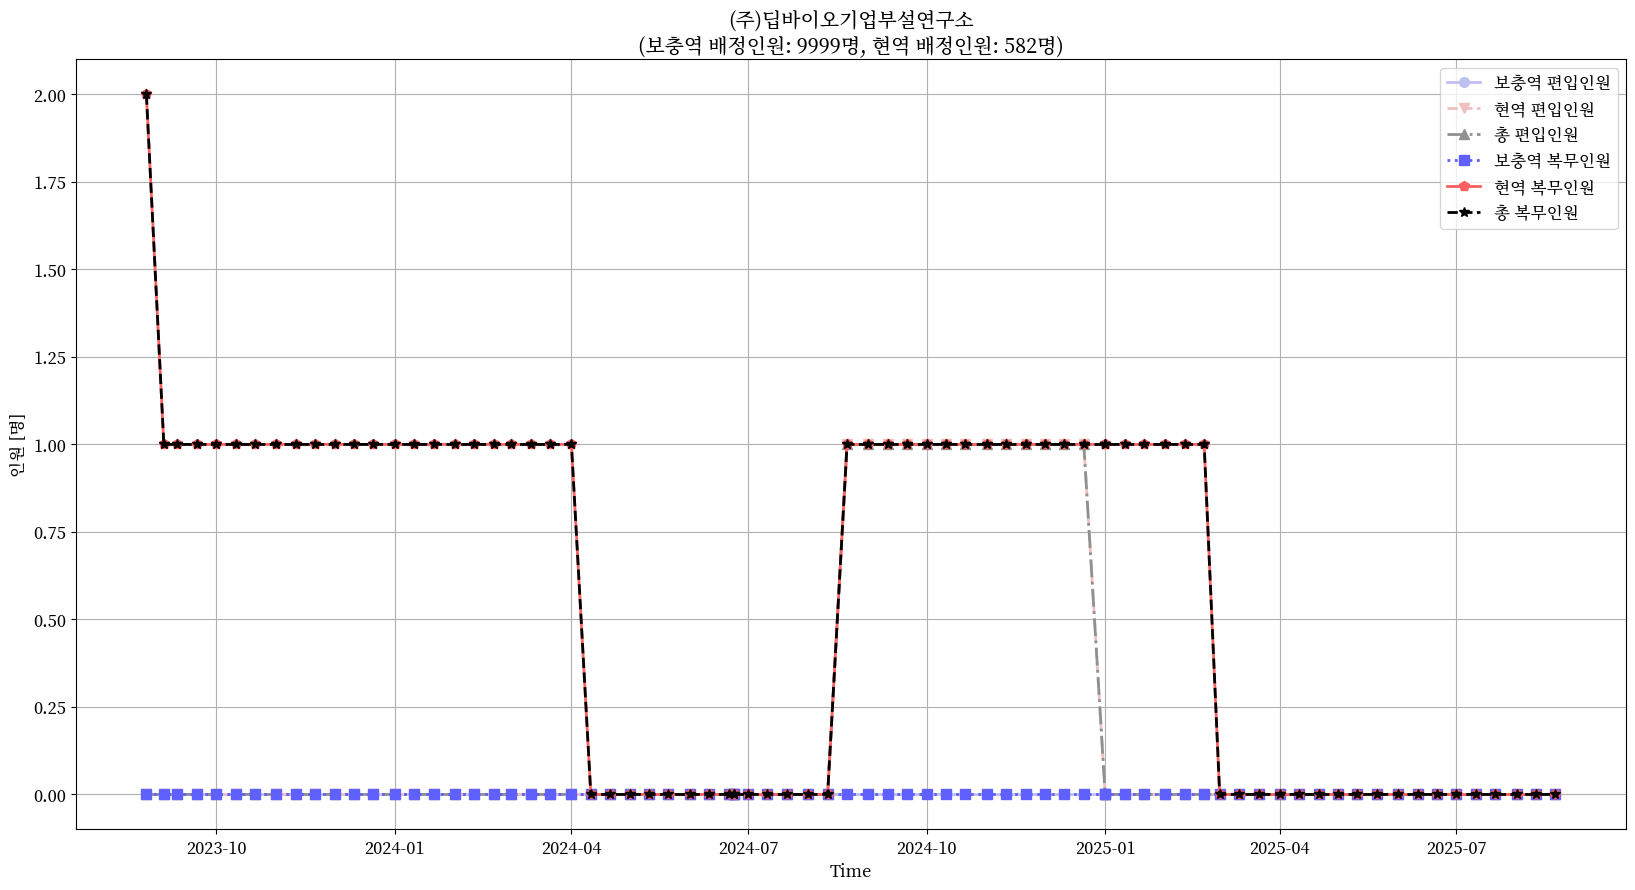 (주)딥바이오기업부설연구소
(보충역 배정인원: 9999명, 현역 배정인원: 582명)
보충역 편입인원
현역 편입인원
총 편입인원
보충역 복무인원
현역 복무인원
총 복무인원
인원 [명]
2.00
1.75
1.50
1.25
1.00
0.75
0.50
0.25
0.00
2023-10
2024-01
2024-04
2024-07
2024-10
2025-01
2025-04
2025-07
Time